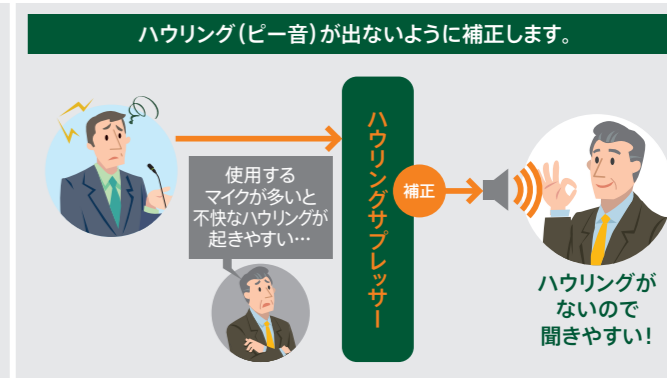 ハウリング（ピー音）が出ないように補正します。
使用する
マイクが多いと
不快なハウリングが
起きやすい…
ハウリングサプレッサー
補正
ハウリングが
ないので
聞きやすい！